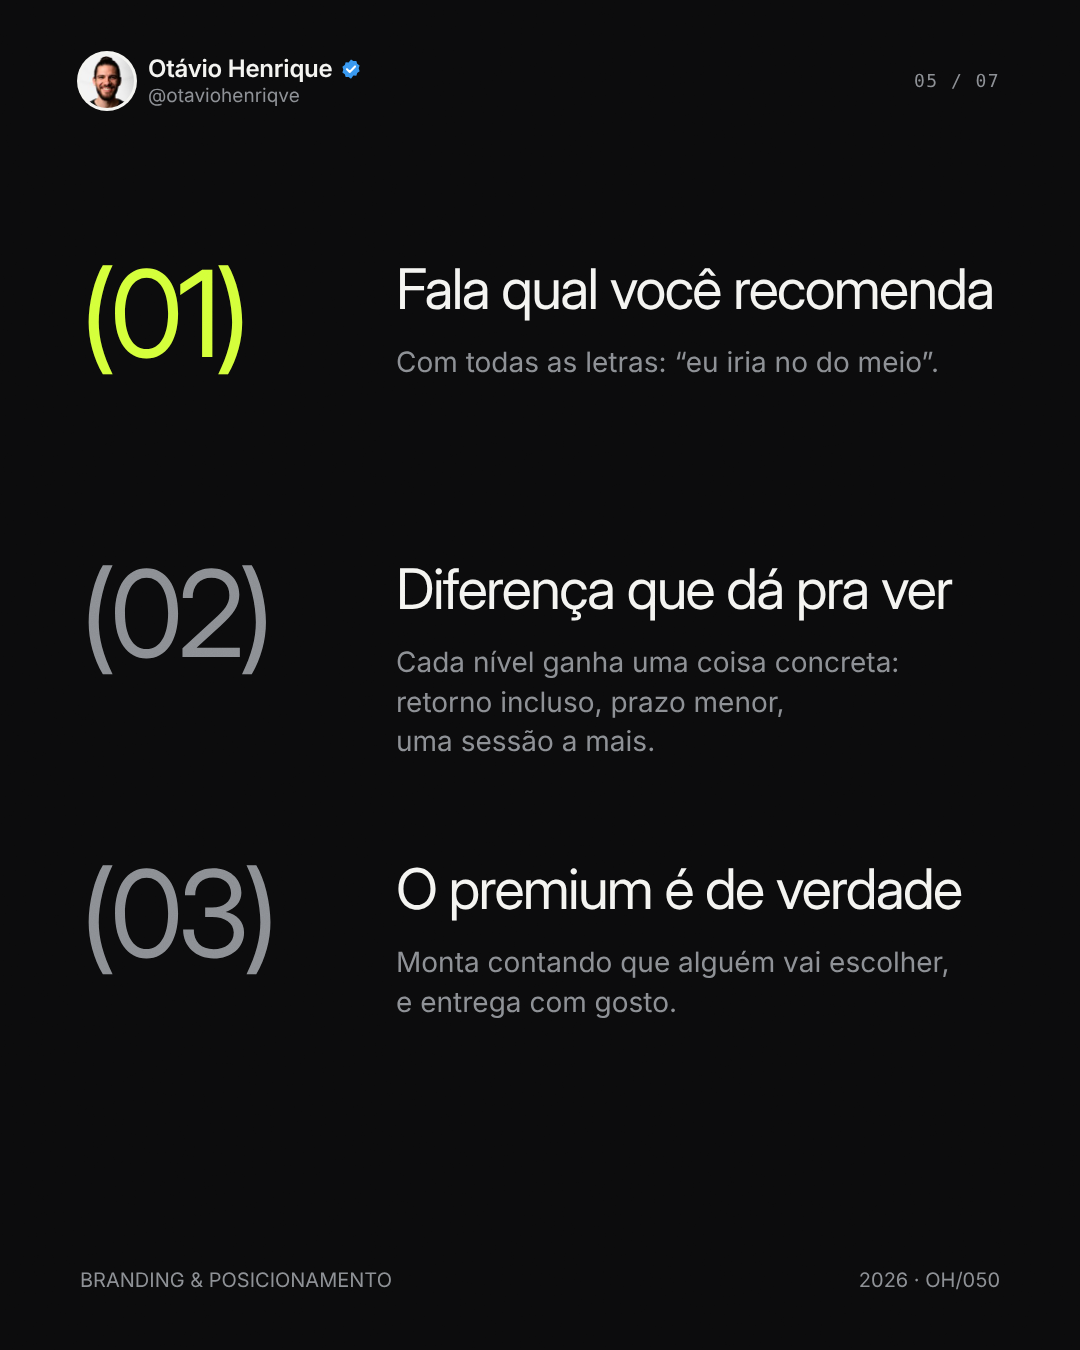 Otávio Henrique
@otaviohenriqve
05 / 07
(01)
Fala qual você recomenda
Com todas as letras: “eu iria no do meio”.
(02)
Diferença que dá pra ver
Cada nível ganha uma coisa concreta:
retorno incluso, prazo menor,
uma sessão a mais.
(03)
O premium é de verdade
Monta contando que alguém vai escolher,
e entrega com gosto.
BRANDING & POSICIONAMENTO
2026 · OH/050